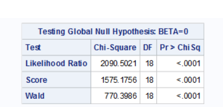 Testing Global Null Hypothesis: BETA=0
Test Chi-Square DF Pr > ChiSq
Likelihood Ratio 2090.5021 18 <.0001
Score 1575.1756 18 <.0001
Wald 770.3986 18 <.0001